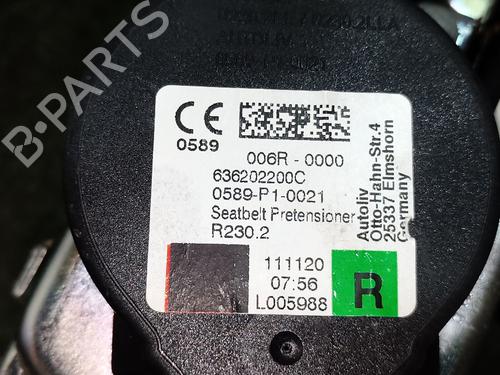 B-PARTS
AUTOLIV
CE
0589
006R - 0000
636202200C
0589-P1-0021
Seatbelt Pretensioner
R230.2
111120
07:56
L005988
R
Autoliv
Otto-Hahn-Str.4
25337 Elmshorn
Germany